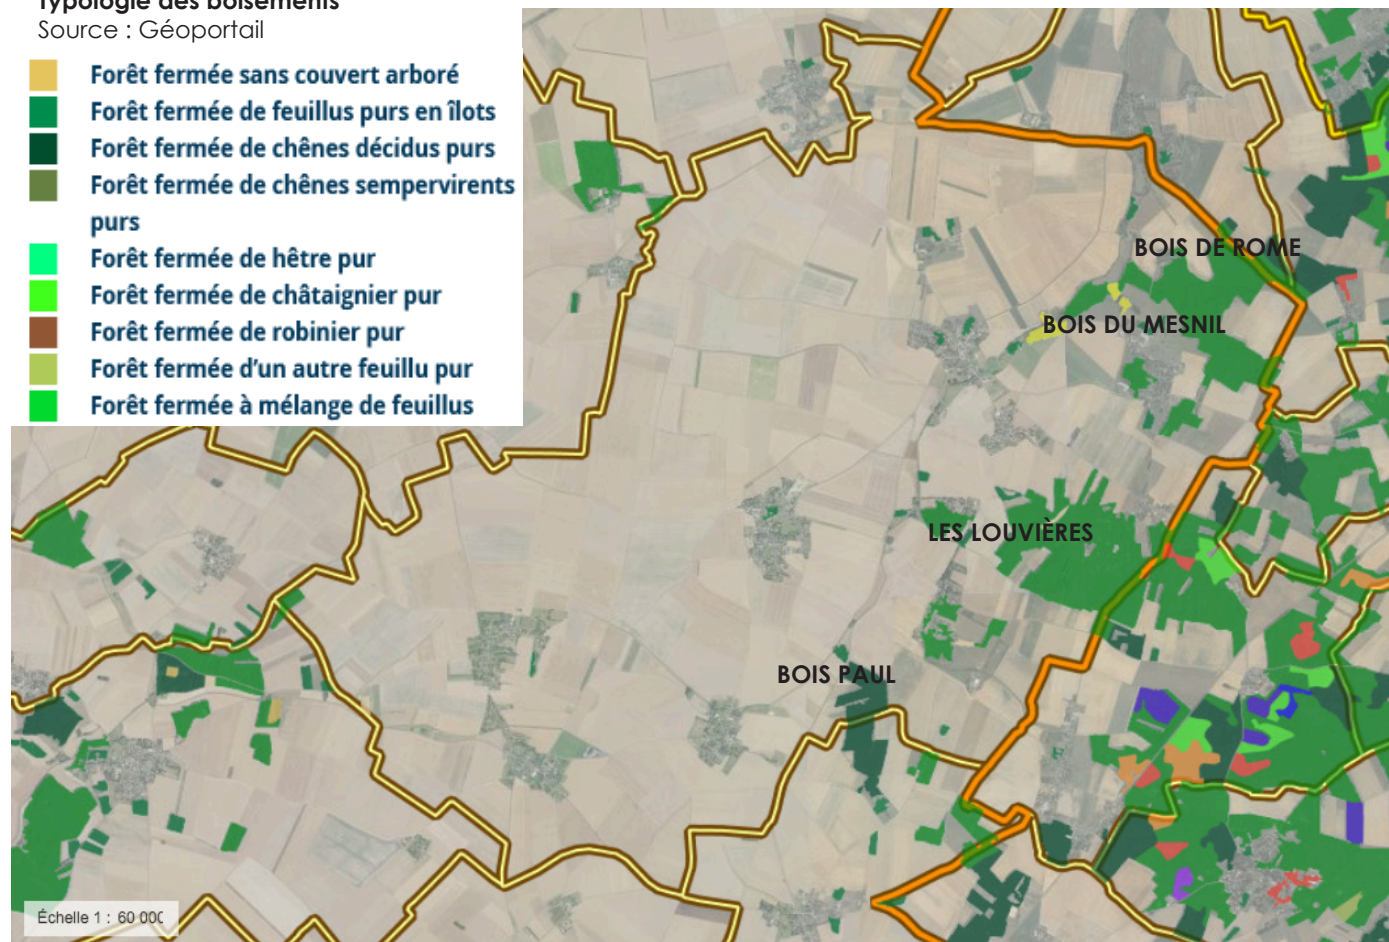 Typologie des boisements
Source : Géoportail
Forêt fermée sans couvert arboré
Forêt fermée de feuillus purs en îlots
Forêt fermée de chênes décidus purs
Forêt fermée de chênes sempervirents
purs
Forêt fermée de hêtre pur
Forêt fermée de châtaignier pur
Forêt fermée de robinier pur
Forêt fermée d'un autre feuillu pur
Forêt fermée à mélange de feuillus
BOIS DE ROME
BOIS DU MESNIL
LES LOUVIÈRES
BOIS PAUL
Échelle 1 : 60 000